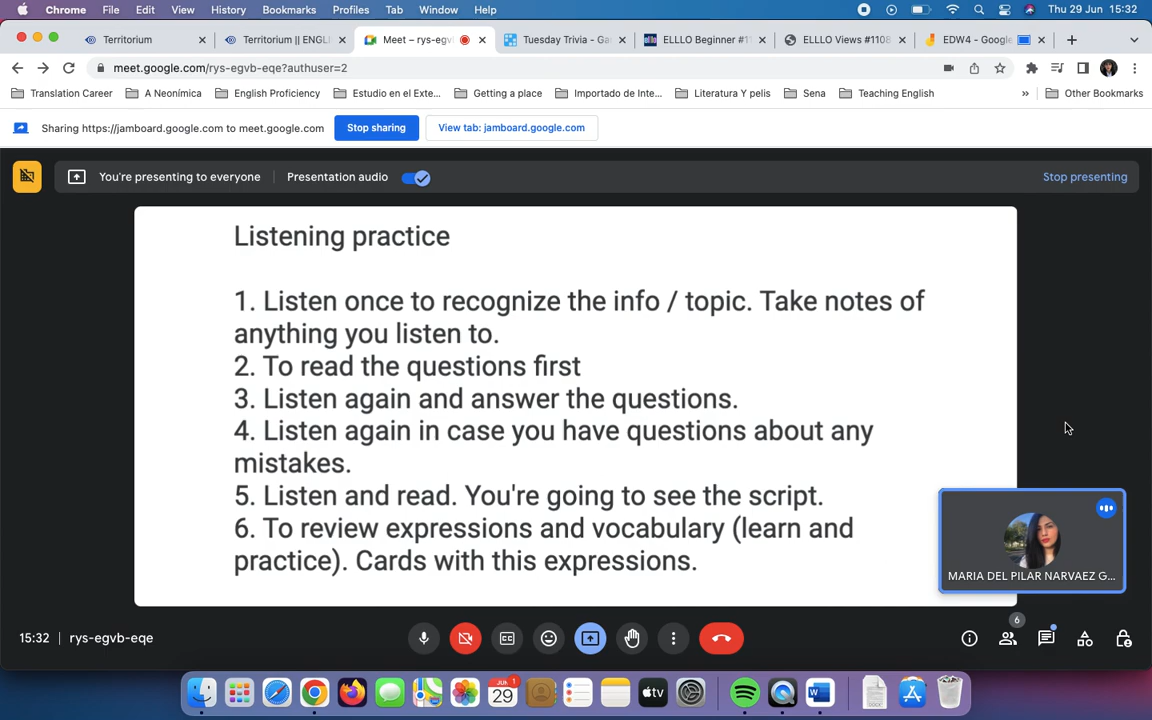 Chrome File Edit View History Bookmarks Profiles Tab Window Help Thu 29 Jun 15:32
Territorium Territorium || ENGL Meet – rys-egv Tuesday Trivia - Ga ELLLO Beginner #1 ELLLO Views #1108 EDW4 - Google
meet.google.com/rys-egvb-eqe?authuser=2
Translation Career A Neonímica English Proficiency Estudio en el Exte... Getting a place Importado de Inte... Literatura Y pelis Sena Teaching English » Other Bookmarks
Sharing https://jamboard.google.com to meet.google.com Stop sharing View tab: jamboard.google.com
You're presenting to everyone Presentation audio Stop presenting
Listening practice
1. Listen once to recognize the info / topic. Take notes of
anything you listen to.
2. To read the questions first
3. Listen again and answer the questions.
4. Listen again in case you have questions about any
mistakes.
5. Listen and read. You're going to see the script.
6. To review expressions and vocabulary (learn and
practice). Cards with this expressions.
MARIA DEL PILAR NARVAEZ G...
6
15:32 | rys-egvb-eqe
JUN 1
29
tv